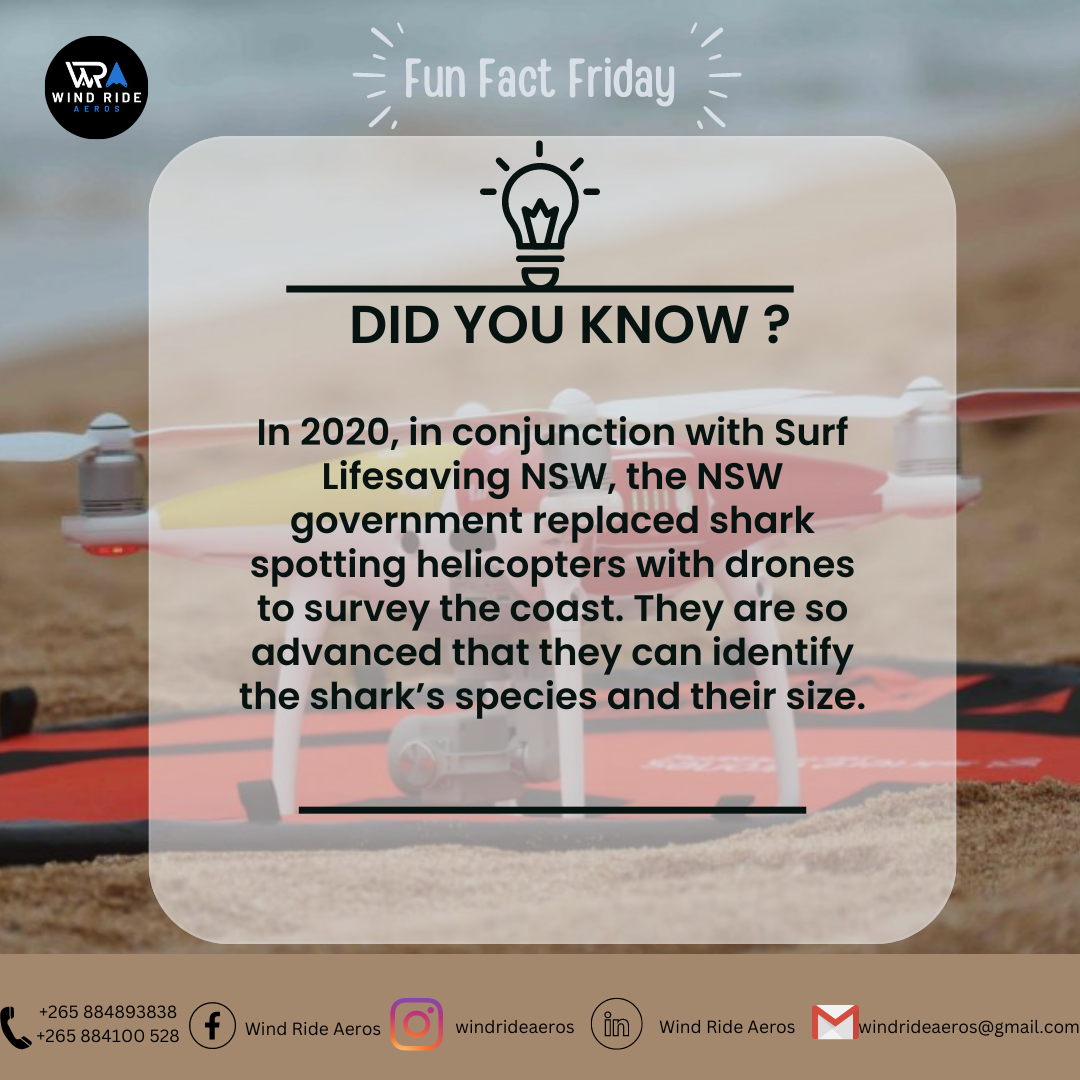 WRA
WIND RIDE
AEROS
Fun Fact Friday
DID YOU KNOW ?
In 2020, in conjunction with Surf
Lifesaving NSW, the NSW
government replaced shark
spotting helicopters with drones
to survey the coast. They are so
advanced that they can identify
the shark’s species and their size.
+265 884893838
+265 884100 528
Wind Ride Aeros
windrideaeros
in
Wind Ride Aeros
windrideaeros@gmail.com